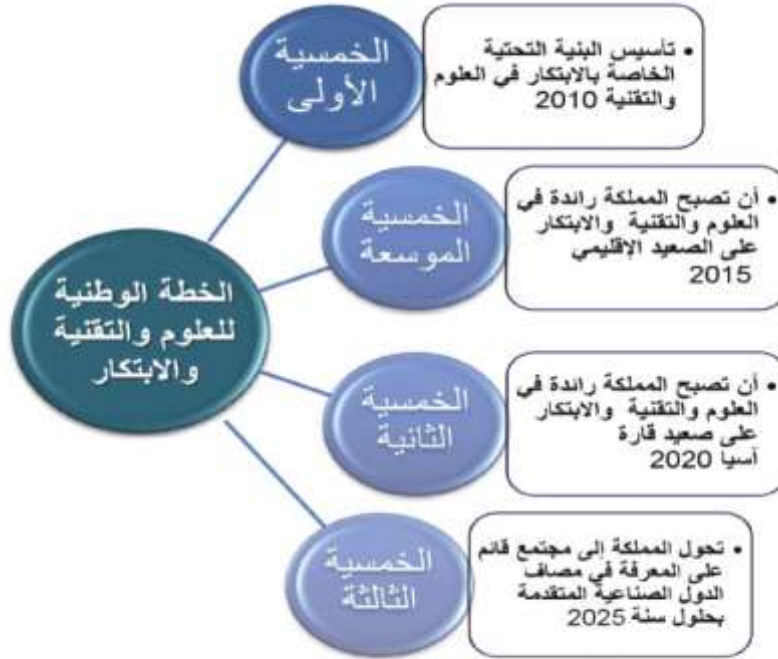 الخمسية
الأولى
• تأسيس البنية التحتية
الخاصة بالابتكار في العلوم
والتقنية 2010
الخمسية
الموسعة
• أن تصبح المملكة رائدة في
العلوم والتقنية والابتكار
على الصعيد الإقليمي
2015
الخطة الوطنية
للعلوم والتقنية
والابتكار
الخمسية
الثانية
• أن تصبح المملكة رائدة في
العلوم والتقنية والابتكار
على صعيد قارة
آسيا 2020
الخمسية
الثالثة
• تحول المملكة إلى مجتمع قائم
على المعرفة في مصاف
الدول الصناعية المتقدمة
بحلول سنة 2025